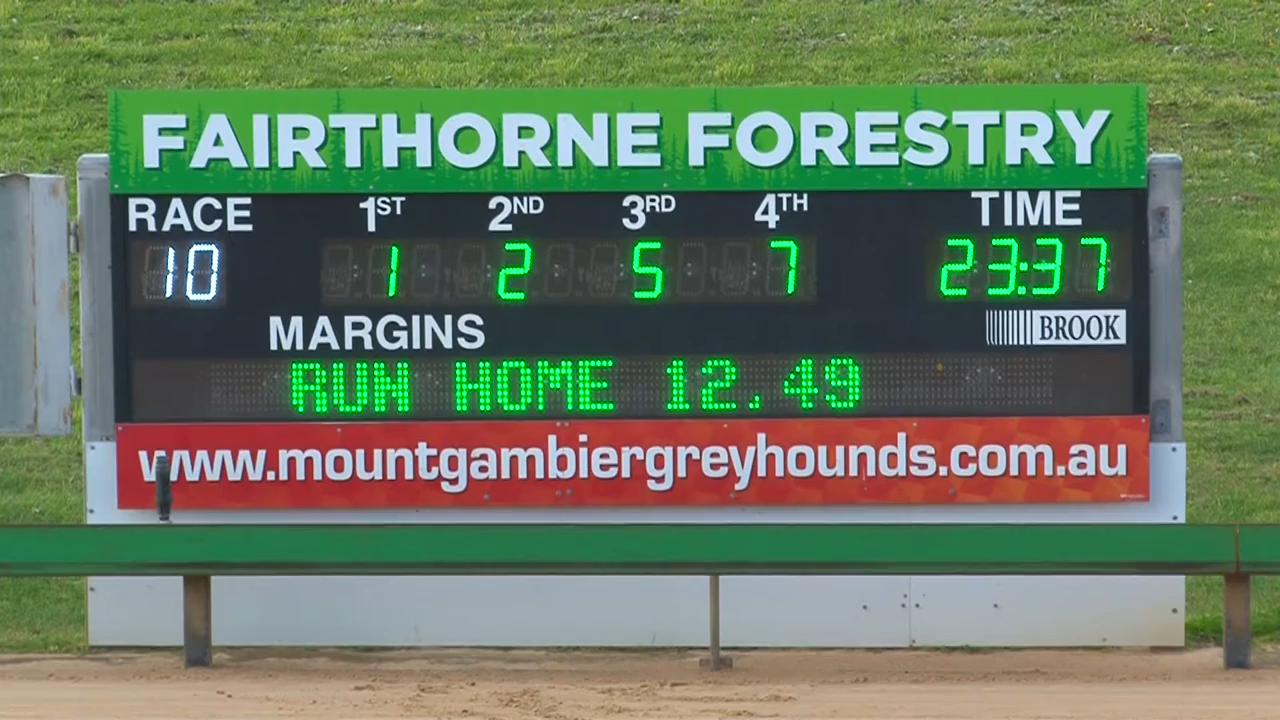 FAIRTHORNE FORESTRY
RACE 1ST 2ND 3RD 4TH TIME
10 1 2 5 7 23:37
MARGINS
BROOK
RUN HOME 12.49
www.mountgambiergreyhounds.com.au